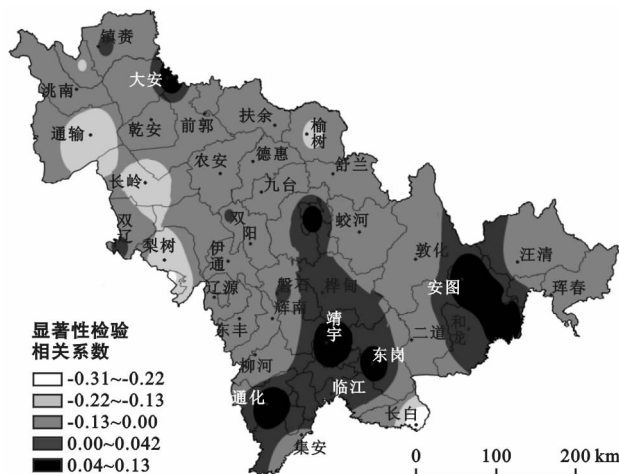 镇赉
大安
洮南
通输
乾安
前郭
扶余
榆树
长岭
农安
德惠
舒兰
九台
双辽
梨树
双阳
伊通
蛟河
敦化
汪清
安图
珲春
辽源
磐石
桦甸
辉南
靖宇
东丰
二道
和龙
柳河
东岗
通化
临江
长白
集安
显著性检验
相关系数
-0.31~-0.22
-0.22~-0.13
-0.13~0.00
0.00~0.042
0.04~0.13
0 100 200 km